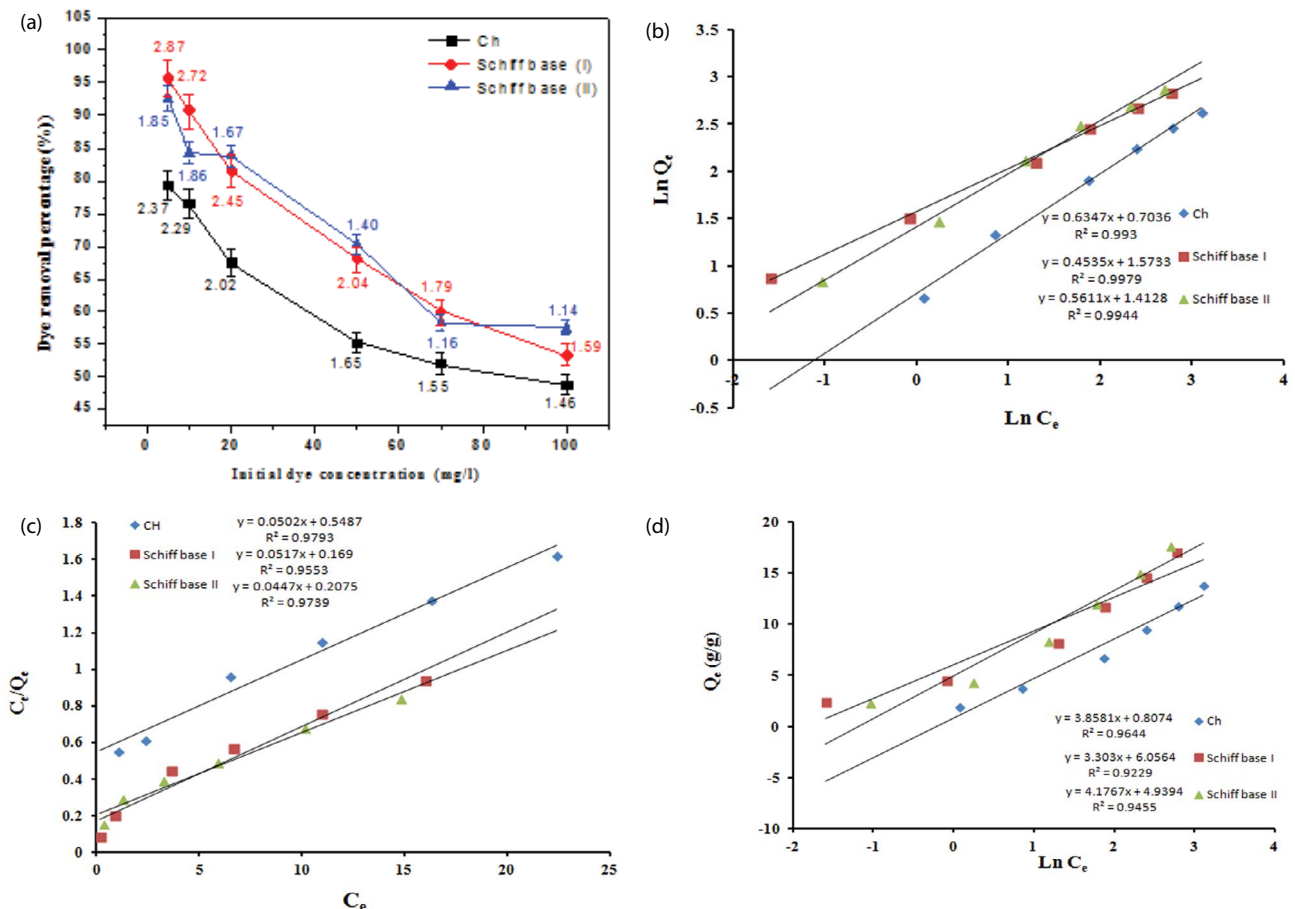 (a)
105
100
95
90
85
80
75
70
65
60
55
50
45
Dye removal percentage (%))
Ch
Schiff base (I)
Schiff base (II)
2.87
2.72
1.85
1.67
1.86
2.45
2.37
2.29
2.02
1.40
2.04
1.79
1.65
1.16
1.14
1.55
1.59
1.46
0 20 40 60 80 100
Initial dye concentration (mg/l)
(b)
3.5
3
2.5
2
1.5
1
0.5
0
-0.5
Ln Qe
y = 0.6347x + 0.7036
R² = 0.993
y = 0.4535x + 1.5733
R² = 0.9979
y = 0.5611x + 1.4128
R² = 0.9944
Ch
Schiff base I
Schiff base II
-2 -1 0 1 2 3 4
Ln Ce
(c)
1.8
1.6
1.4
1.2
1
0.8
0.6
0.4
0.2
0
Ce/Qe
CH
Schiff base I
Schiff base II
y = 0.0502x + 0.5487
R² = 0.9793
y = 0.0517x + 0.169
R² = 0.9553
y = 0.0447x + 0.2075
R² = 0.9739
0 5 10 15 20 25
Ce
(d)
20
15
10
5
0
-5
-10
Qe (g/g)
y = 3.8581x + 0.8074
R² = 0.9644
y = 3.303x + 6.0564
R² = 0.9229
y = 4.1767x + 4.9394
R² = 0.9455
Ch
Schiff base I
Schiff base II
-2 -1 0 1 2 3 4
Ln Ce